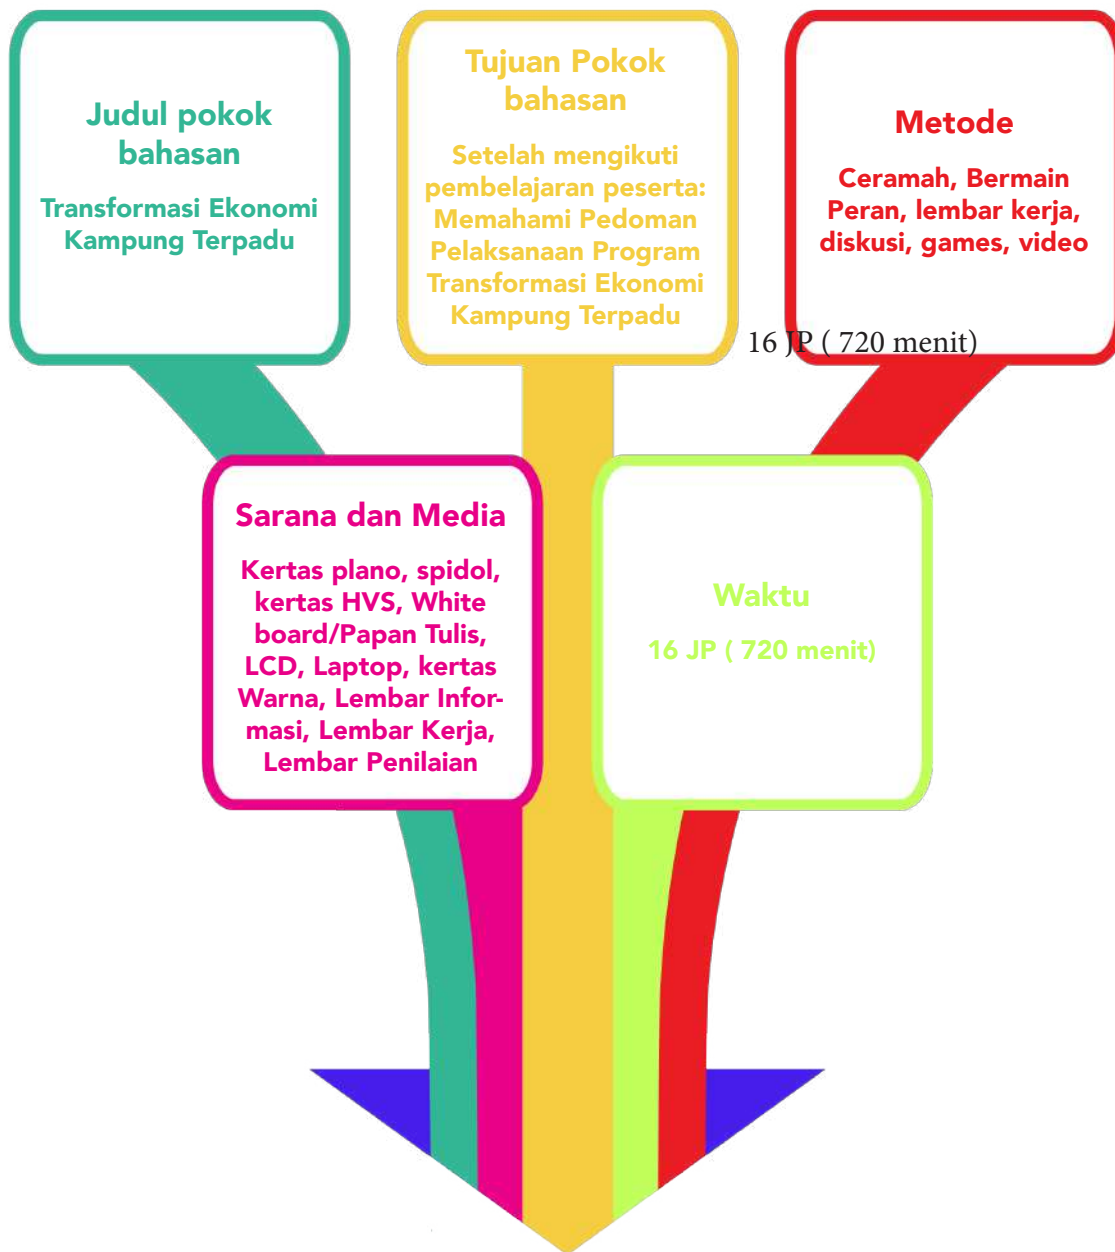 Judul pokok
bahasan
Transformasi Ekonomi
Kampung Terpadu
Tujuan Pokok
bahasan
Setelah mengikuti
pembelajaran peserta:
Memahami Pedoman
Pelaksanaan Program
Transformasi Ekonomi
Kampung Terpadu
Metode
Ceramah, Bermain
Peran, lembar kerja,
diskusi, games, video
16 JP ( 720 menit)
Sarana dan Media
Kertas plano, spidol,
kertas HVS, White
board/Papan Tulis,
LCD, Laptop, kertas
Warna, Lembar Infor-
masi, Lembar Kerja,
Lembar Penilaian
Waktu
16 JP ( 720 menit)